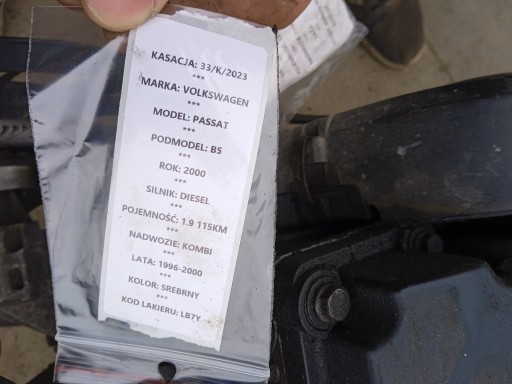 KASACJA: 33/K/2023
***
MARKA: VOLKSWAGEN
***
MODEL: PASSAT
***
PODMODEL: B5
***
ROK: 2000
***
SILNIK: DIESEL
***
POJEMNOŚĆ: 1.9 115KM
***
NADWOZIE: KOMBI
***
LATA: 1996-2000
***
KOLOR: SREBRNY
***
KOD LAKIERU: LB7Y